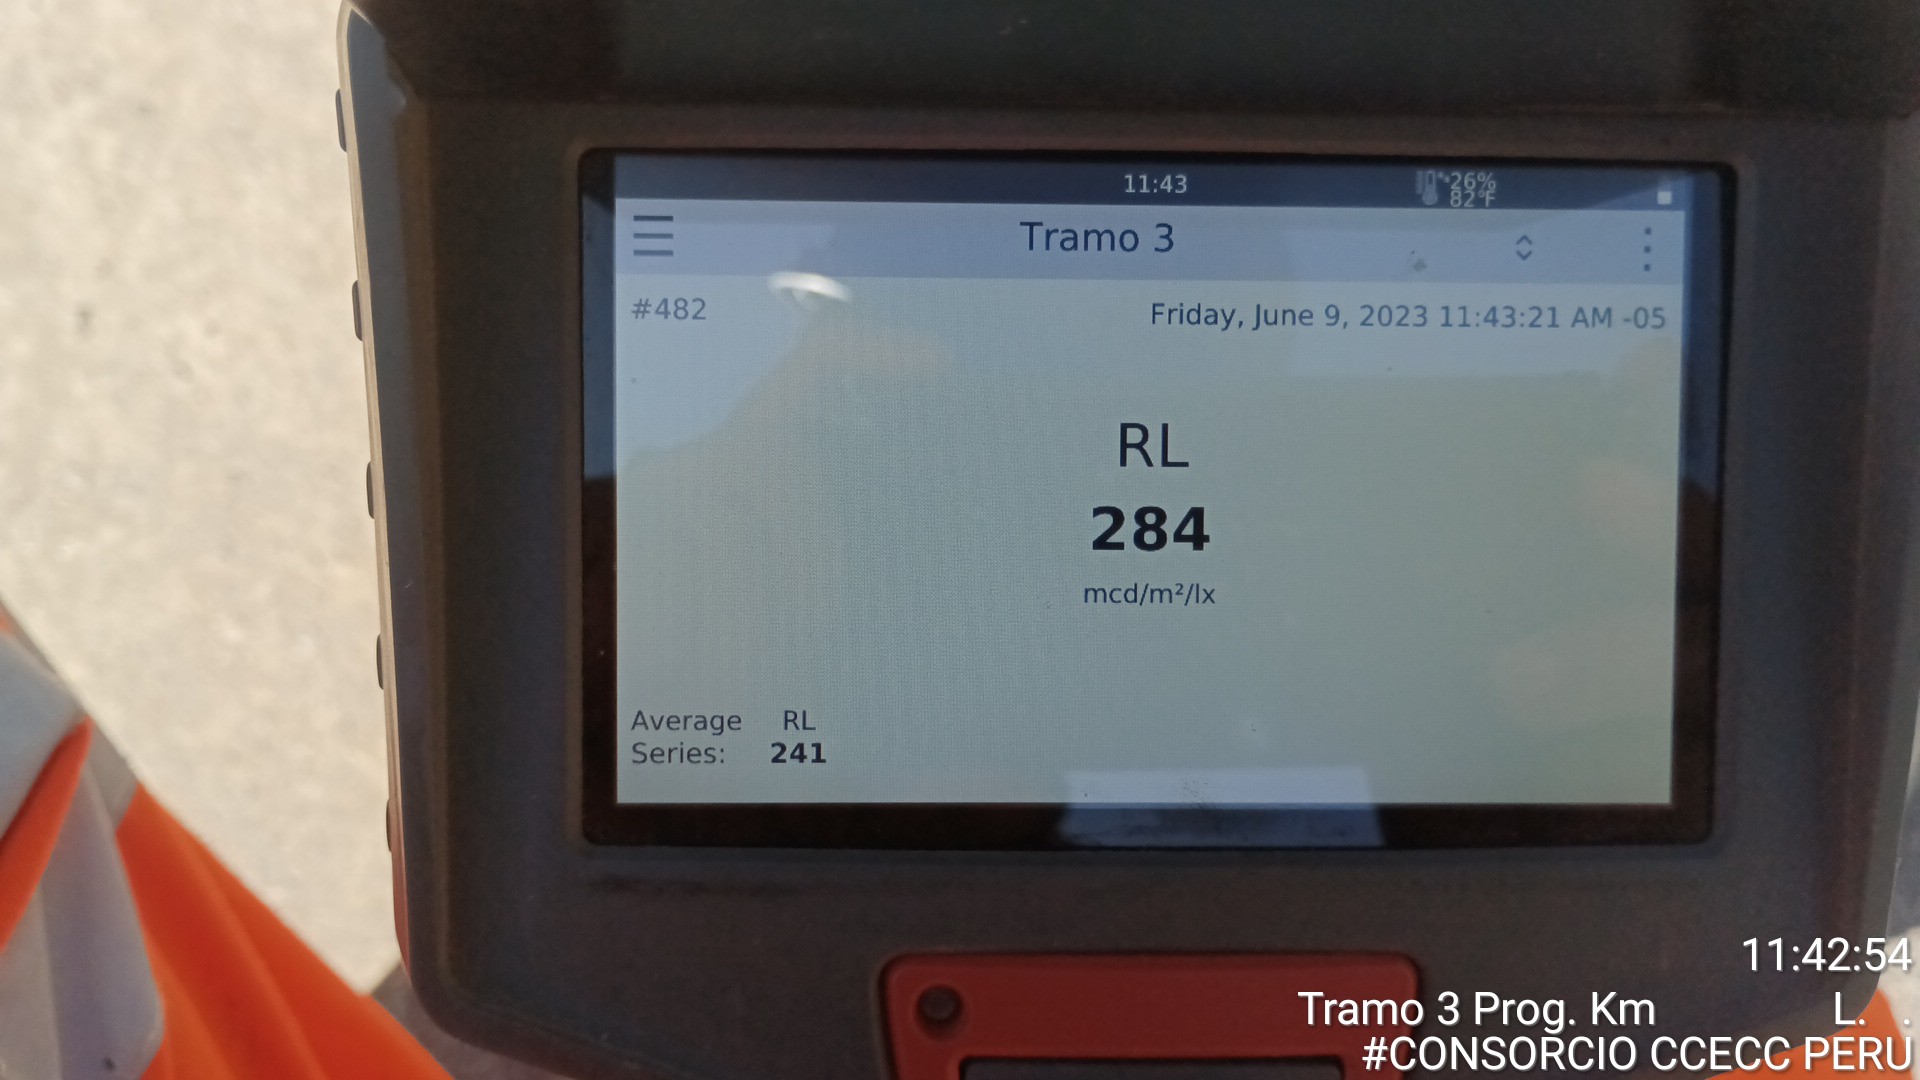 11:43
26%
82°F
Tramo 3
#482
Friday, June 9, 2023 11:43:21 AM -05
RL
284
mcd/m²/lx
Average RL
Series: 241
11:42:54
Tramo 3 Prog. Km L. .
#CONSORCIO CCECC PERU